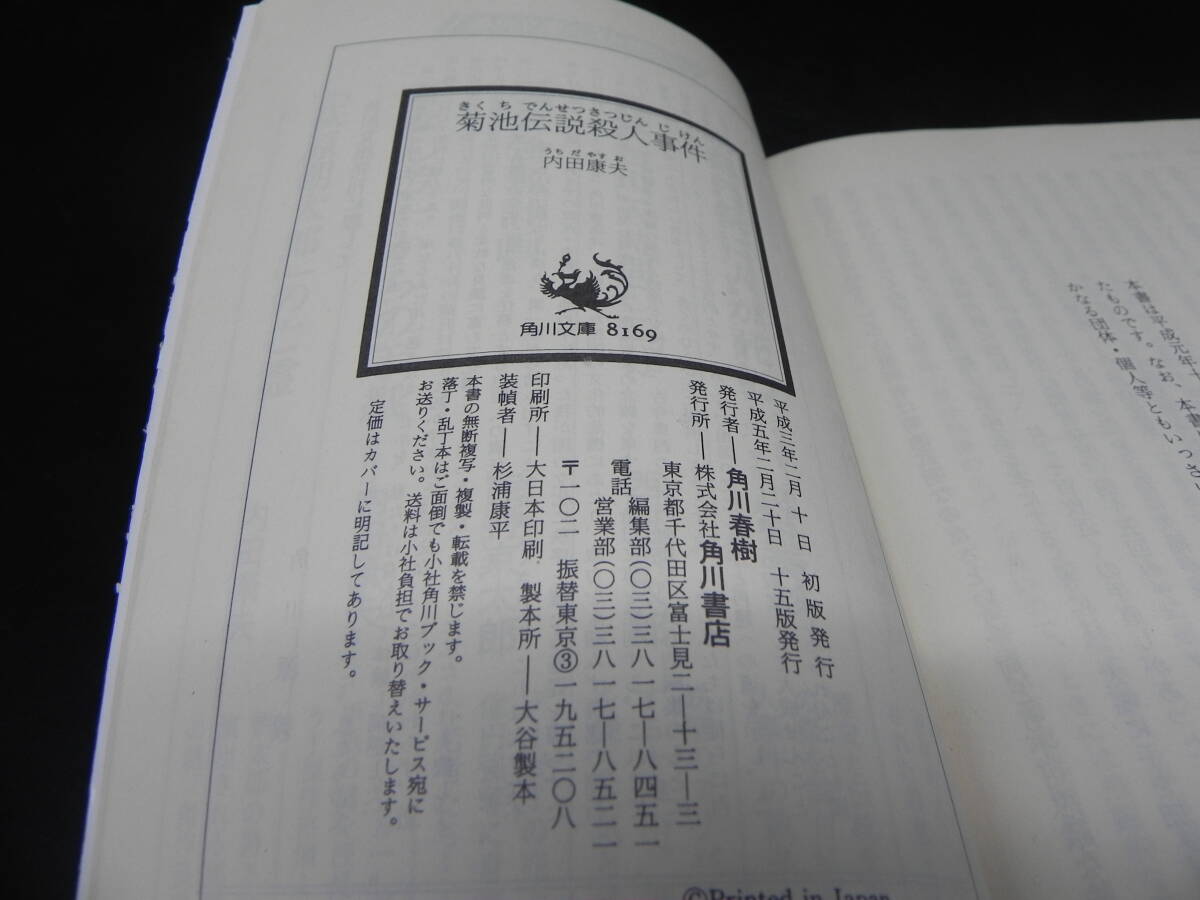 きくちでんせつさつじんじけん
菊池伝説殺人事件
うちだやすお
内田康夫
角川文庫 8169
平成三年二月十日 初版発行
平成五年二月二十日 十五版発行
発行者―角川春樹
発行所―株式会社角川書店
東京都千代田区富士見二―十三―三
電話 編集部(〇三)三八一七―八四五一
営業部(〇三)三八一七―八五二一
〒一〇二 振替東京③一九五二〇八
印刷所―大日本印刷 製本所―大谷製本
装幀者―杉浦康平
本書の無断複写・複製・転載を禁じます。
落丁・乱丁本はご面倒でも小社角川ブック・サービス宛に
お送りください。送料は小社負担でお取り替えいたします。
定価はカバーに明記してあります。
©Printed in Japan
本書は平成元年十
たものです。なお、本書
かなる団体・個人等ともいっさい